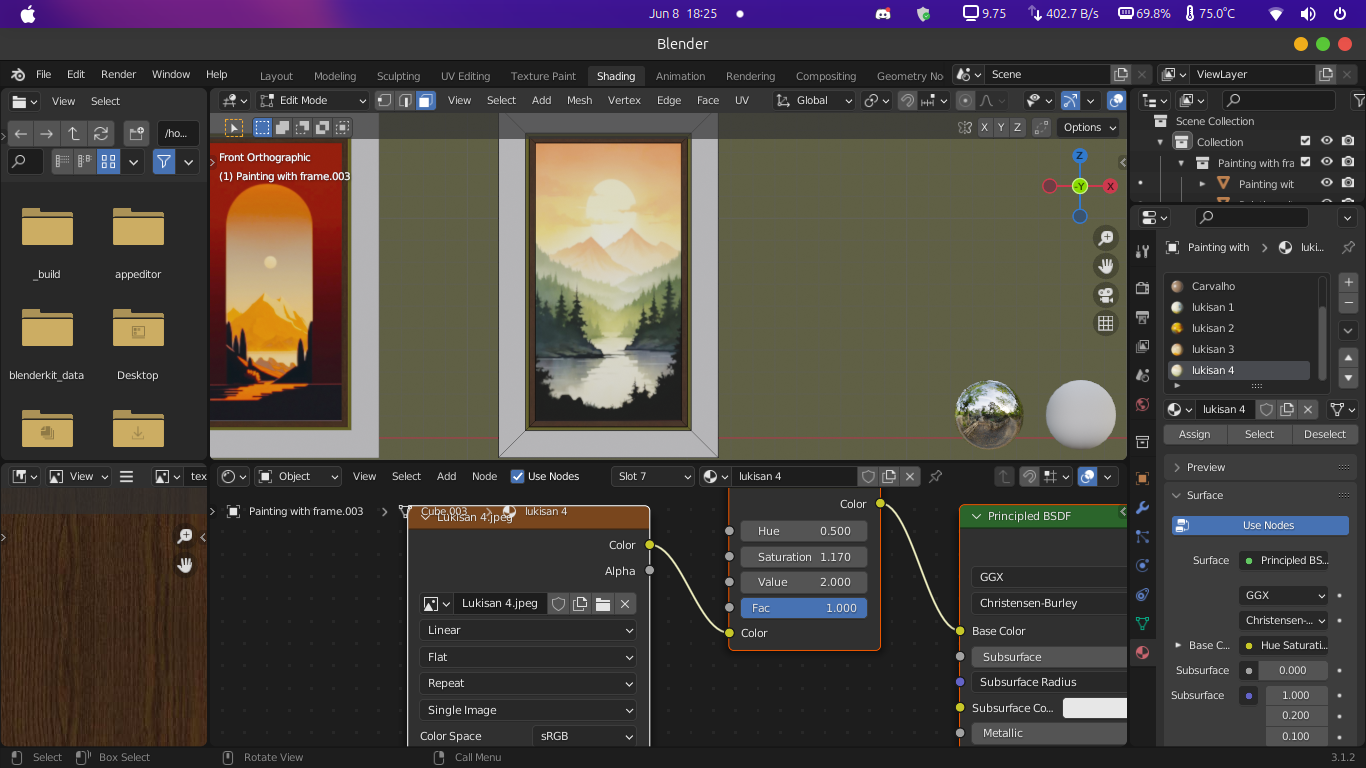 Jun 8 18:25
9.75
402.7 B/s
69.8%
75.0°C
Blender
File Edit Render Window Help
Layout Modeling Sculpting UV Editing Texture Paint Shading Animation Rendering Compositing Geometry No
Scene
ViewLayer
View Select
Edit Mode
View Select Add Mesh Vertex Edge Face UV
Global
/ho...
X Y Z
Options
Front Orthographic
(1) Painting with frame.003
Z
-Y
X
_build
appeditor
blenderkit_data
Desktop
Scene Collection
Collection
Painting with fra
Painting wit
Painting with
luki...
Carvalho
lukisan 1
lukisan 2
lukisan 3
lukisan 4
lukisan 4
Assign Select Deselect
Preview
Surface
Use Nodes
Surface
Principled BS...
GGX
Christensen-...
Base C...
Hue Saturati...
Subsurface
0.000
Subsurface
1.000
0.200
0.100
View
tex
Object
View Select Add Node
Use Nodes
Slot 7
lukisan 4
Painting with frame.003
Cube.003
lukisan 4
Lukisan 4.jpeg
Color
Alpha
Lukisan 4.jpeg
Linear
Flat
Repeat
Single Image
Color Space
sRGB
Color
Hue 0.500
Saturation 1.170
Value 2.000
Fac 1.000
Color
Principled BSDF
GGX
Christensen-Burley
Base Color
Subsurface
Subsurface Radius
Subsurface Co...
Metallic
Select
Box Select
Rotate View
Call Menu
3.1.2